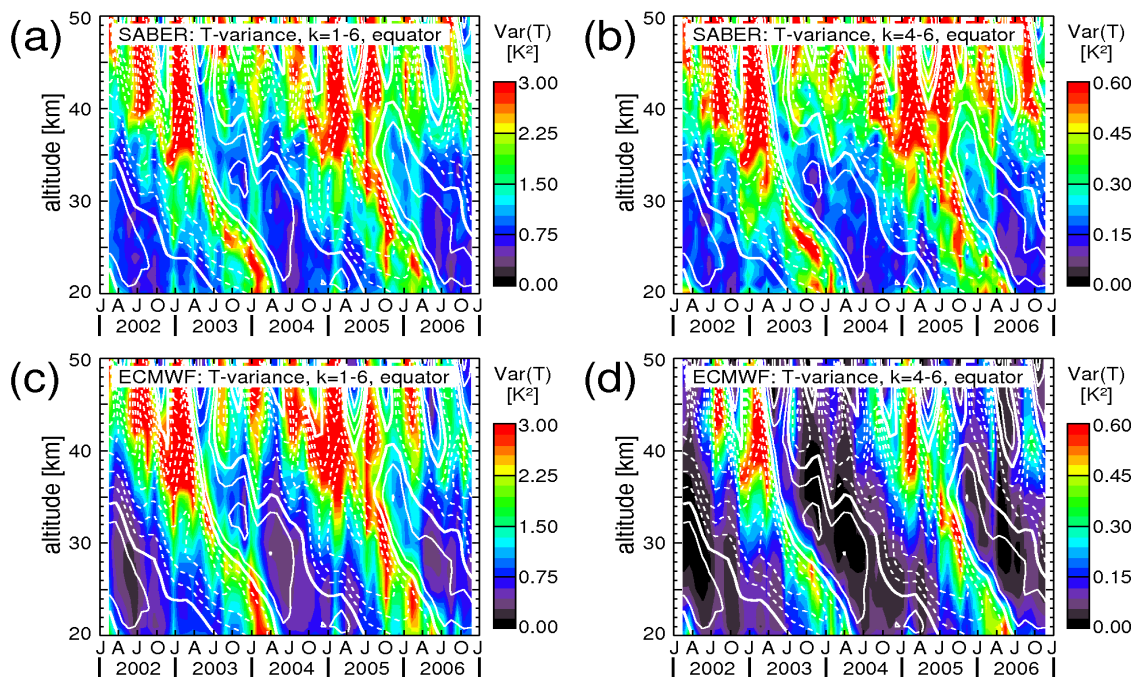 (a)
SABER: T-variance, k=1-6, equator
Var(T)
[K²]
altitude [km]
50
40
30
20
3.00
2.25
1.50
0.75
0.00
J A J O J A J O J A J O J A J O J A J O J
2002 2003 2004 2005 2006
(b)
SABER: T-variance, k=4-6, equator
Var(T)
[K²]
altitude [km]
50
40
30
20
0.60
0.45
0.30
0.15
0.00
J A J O J A J O J A J O J A J O J A J O J
2002 2003 2004 2005 2006
(c)
ECMWF: T-variance, k=1-6, equator
Var(T)
[K²]
altitude [km]
50
40
30
20
3.00
2.25
1.50
0.75
0.00
J A J O J A J O J A J O J A J O J A J O J
2002 2003 2004 2005 2006
(d)
ECMWF: T-variance, k=4-6, equator
Var(T)
[K²]
altitude [km]
50
40
30
20
0.60
0.45
0.30
0.15
0.00
J A J O J A J O J A J O J A J O J A J O J
2002 2003 2004 2005 2006